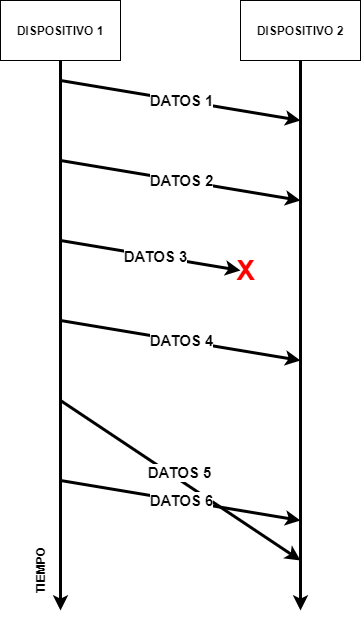 DISPOSITIVO 1
DISPOSITIVO 2
DATOS 1
DATOS 2
DATOS 3
X
DATOS 4
DATOS 5
DATOS 6
TIEMPO